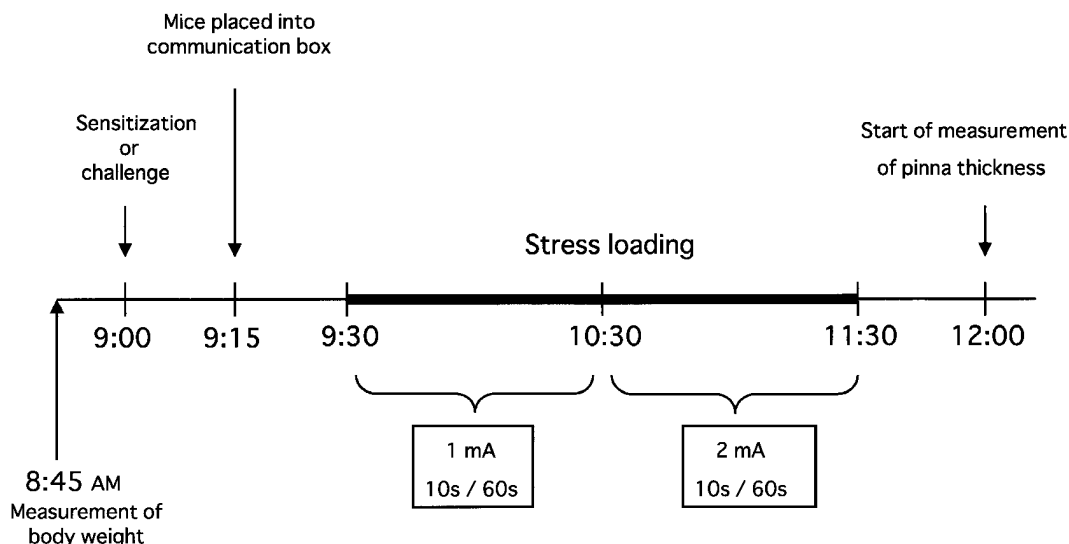 Mice placed into
communication box
Sensitization
or
challenge
Start of measurement
of pinna thickness
Stress loading
9:00
9:15
9:30
10:30
11:30
12:00
1 mA
10s / 60s
2 mA
10s / 60s
8:45 AM
Measurement of
body weight